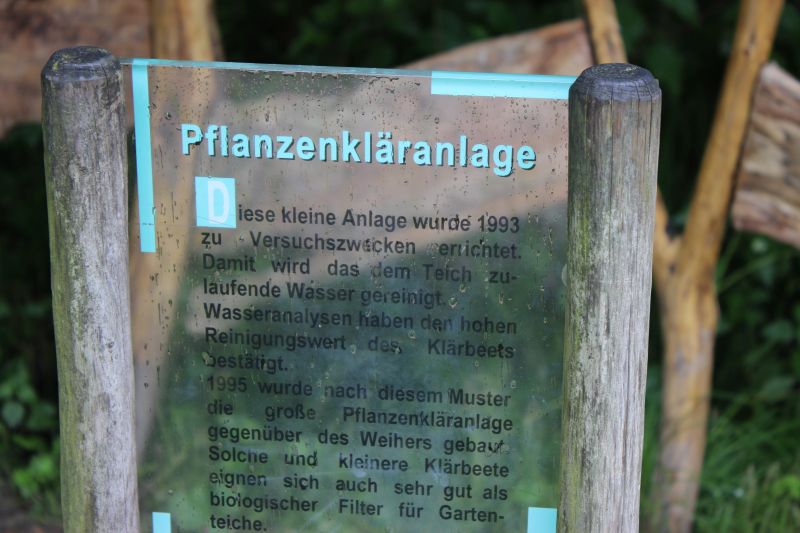 Pflanzenkläranlage
Diese kleine Anlage wurde 1993
zu Versuchszwecken errichtet.
Damit wird das dem Teich zu-
laufende Wasser gereinigt.
Wasseranalysen haben den hohen
Reinigungswert des Klärbeets
bestätigt.
1995 wurde nach diesem Muster
die große Pflanzenkläranlage
gegenüber des Weihers gebaut.
Solche und kleinere Klärbeete
eignen sich auch sehr gut als
biologischer Filter für Garten-
teiche.